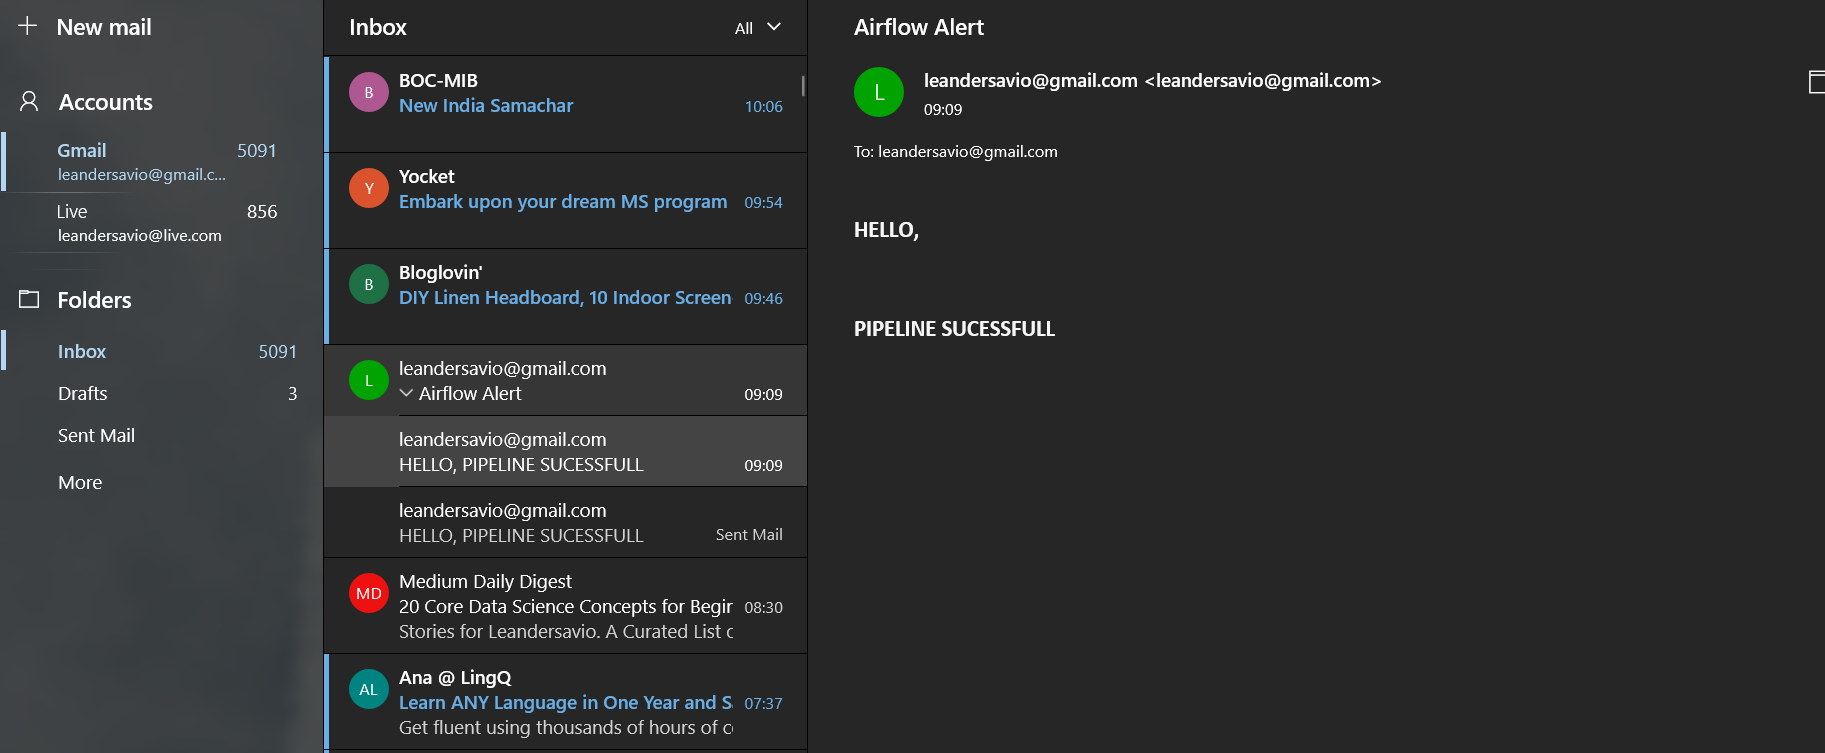 New mail
Accounts
Gmail 5091
leandersavio@gmail.c...
Live 856
leandersavio@live.com
Folders
Inbox 5091
Drafts 3
Sent Mail
More
Inbox All
B
BOC-MIB
New India Samachar 10:06
Y
Yocket
Embark upon your dream MS program 09:54
B
Bloglovin'
DIY Linen Headboard, 10 Indoor Screen 09:46
L
leandersavio@gmail.com
Airflow Alert 09:09
leandersavio@gmail.com
HELLO, PIPELINE SUCESSFULL 09:09
leandersavio@gmail.com
HELLO, PIPELINE SUCESSFULL Sent Mail
MD
Medium Daily Digest
20 Core Data Science Concepts for Begir 08:30
Stories for Leandersavio. A Curated List
AL
Ana @ LingQ
Learn ANY Language in One Year and 07:37
Get fluent using thousands of hours of
Airflow Alert
L
leandersavio@gmail.com <leandersavio@gmail.com>
09:09
To: leandersavio@gmail.com
HELLO,
PIPELINE SUCESSFULL